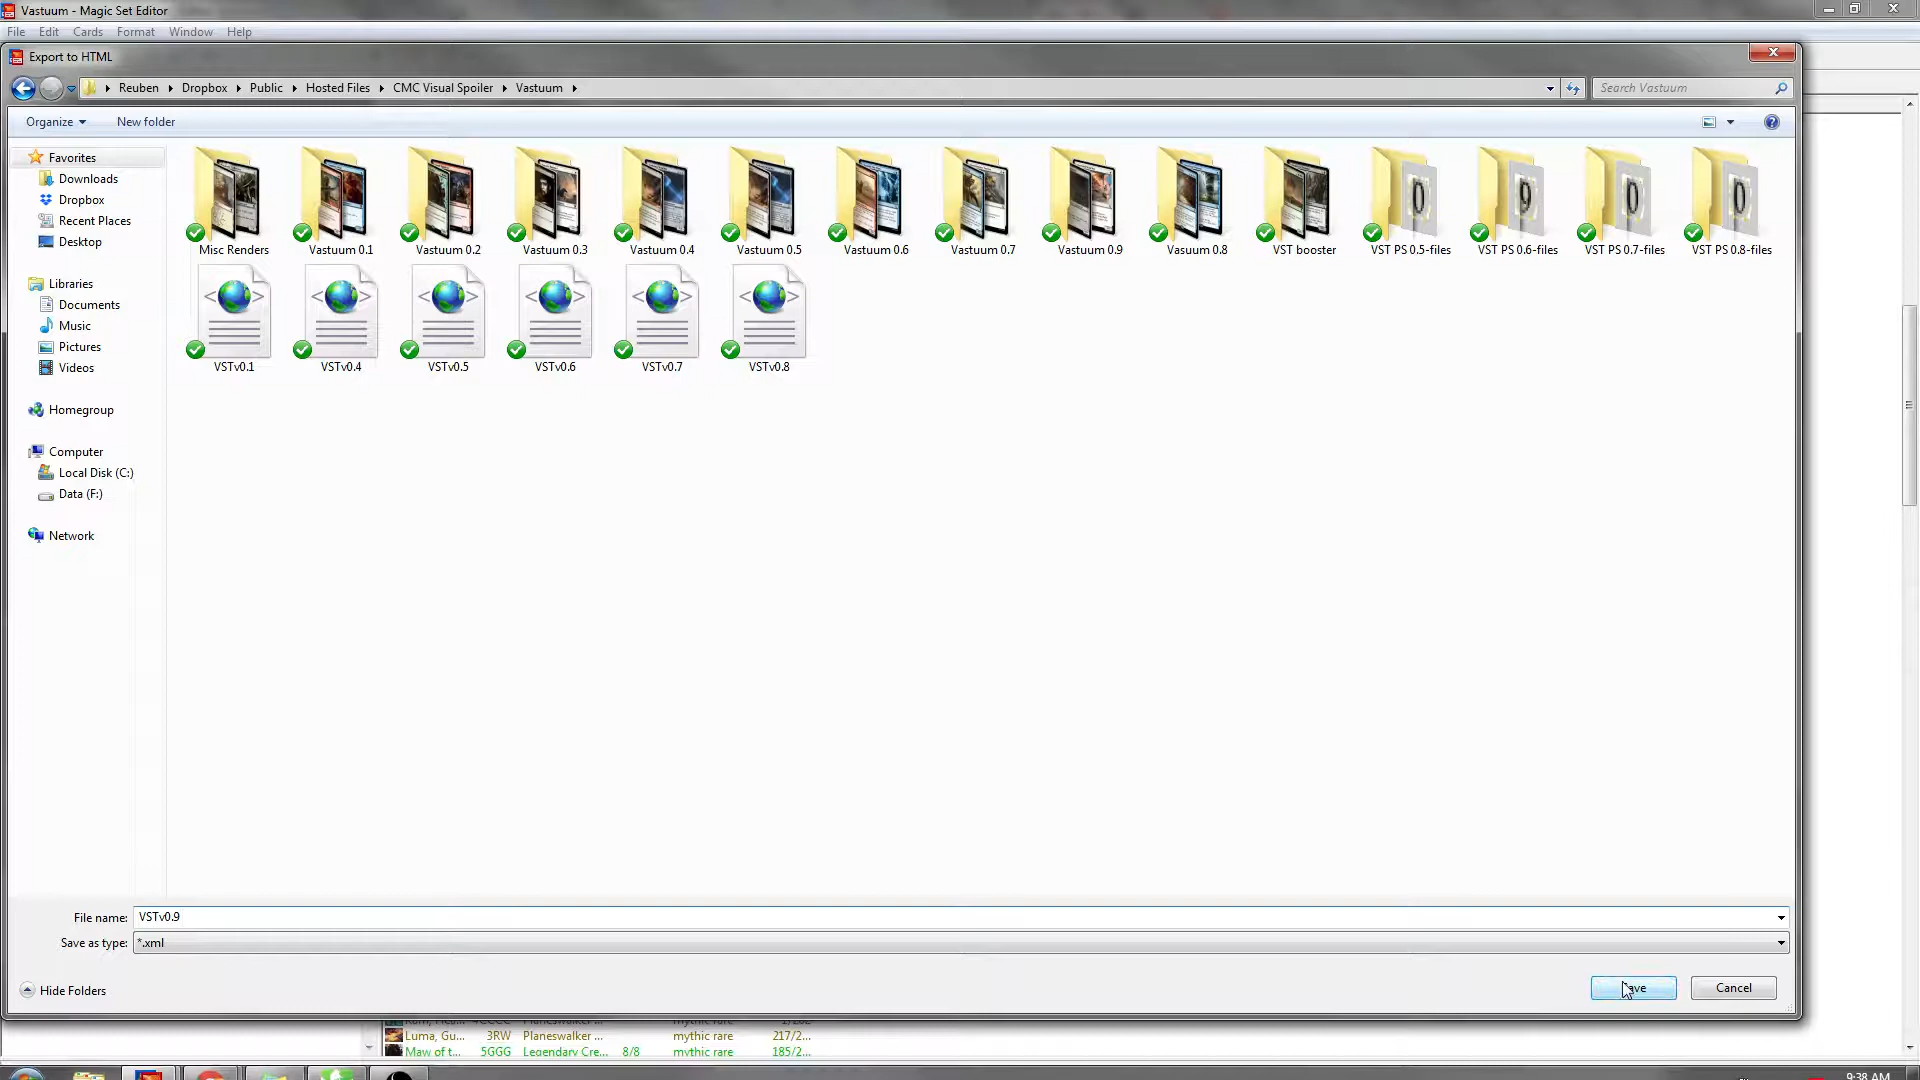 Vastuum - Magic Set Editor
File Edit Cards Format Window Help
Export to HTML
Reuben Dropbox Public Hosted Files CMC Visual Spoiler Vastuum
Search Vastuum
Organize New folder
Favorites
Downloads
Dropbox
Recent Places
Desktop
Libraries
Documents
Music
Pictures
Videos
Homegroup
Computer
Local Disk (C:)
Data (F:)
Network
Misc Renders Vastuum 0.1 Vastuum 0.2 Vastuum 0.3 Vastuum 0.4 Vastuum 0.5 Vastuum 0.6 Vastuum 0.7 Vastuum 0.9 Vasuum 0.8 VST booster VST PS 0.5-files VST PS 0.6-files VST PS 0.7-files VST PS 0.8-files
VSTv0.1 VSTv0.4 VSTv0.5 VSTv0.6 VSTv0.7 VSTv0.8
File name: VSTv0.9
Save as type: *.xml
Hide Folders
Cancel
Luma, Gu... 3RW Planeswalker ... mythic rare 217/2...
Maw of t... 5GGG Legendary Cre... 8/8 mythic rare 185/2...
9:38 AM